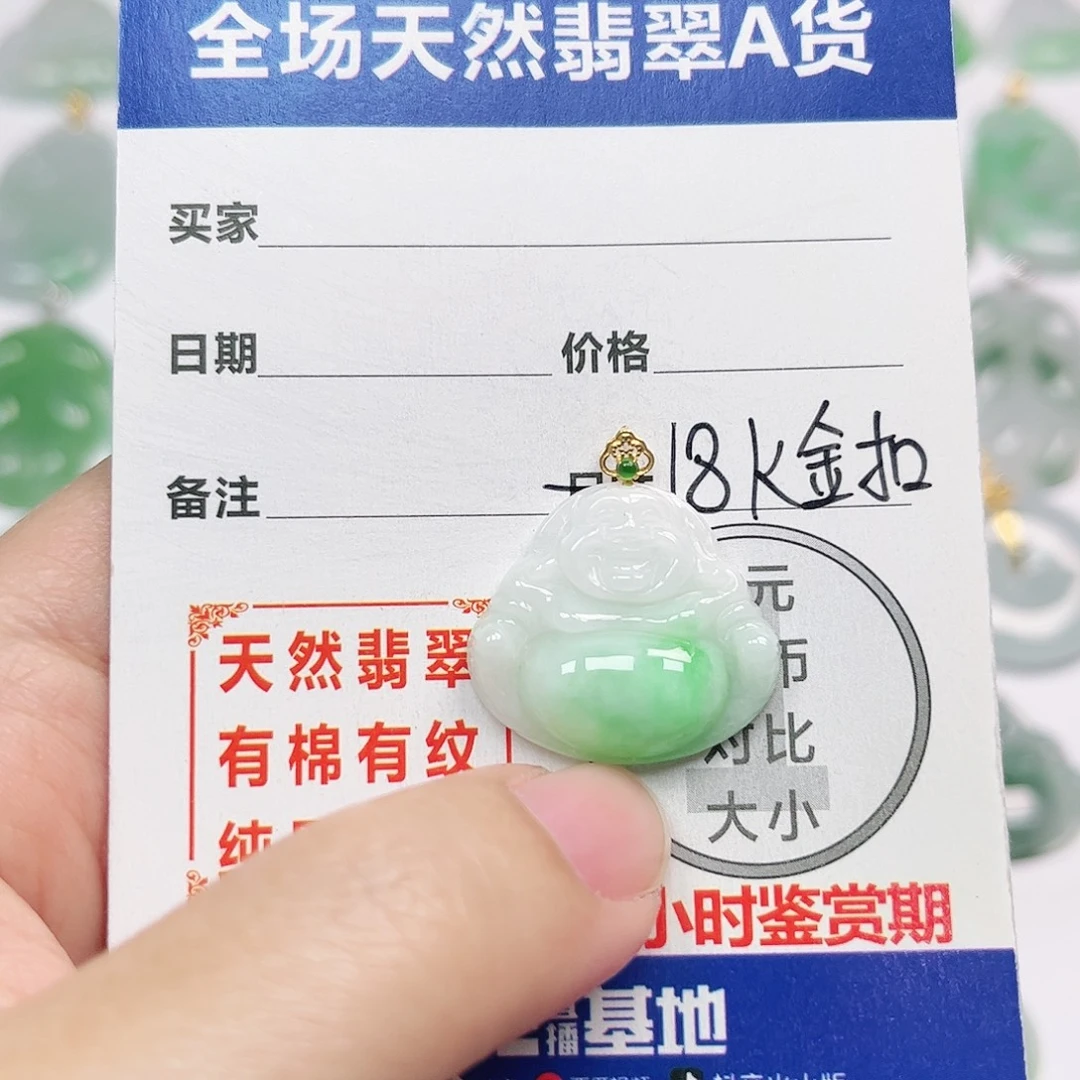 全场天然翡翠A货
买家
日期 价格
备注 18K金扣
天然翡翠
有棉有纹
纯
元
币
对比
大小
小时鉴赏期
播基地